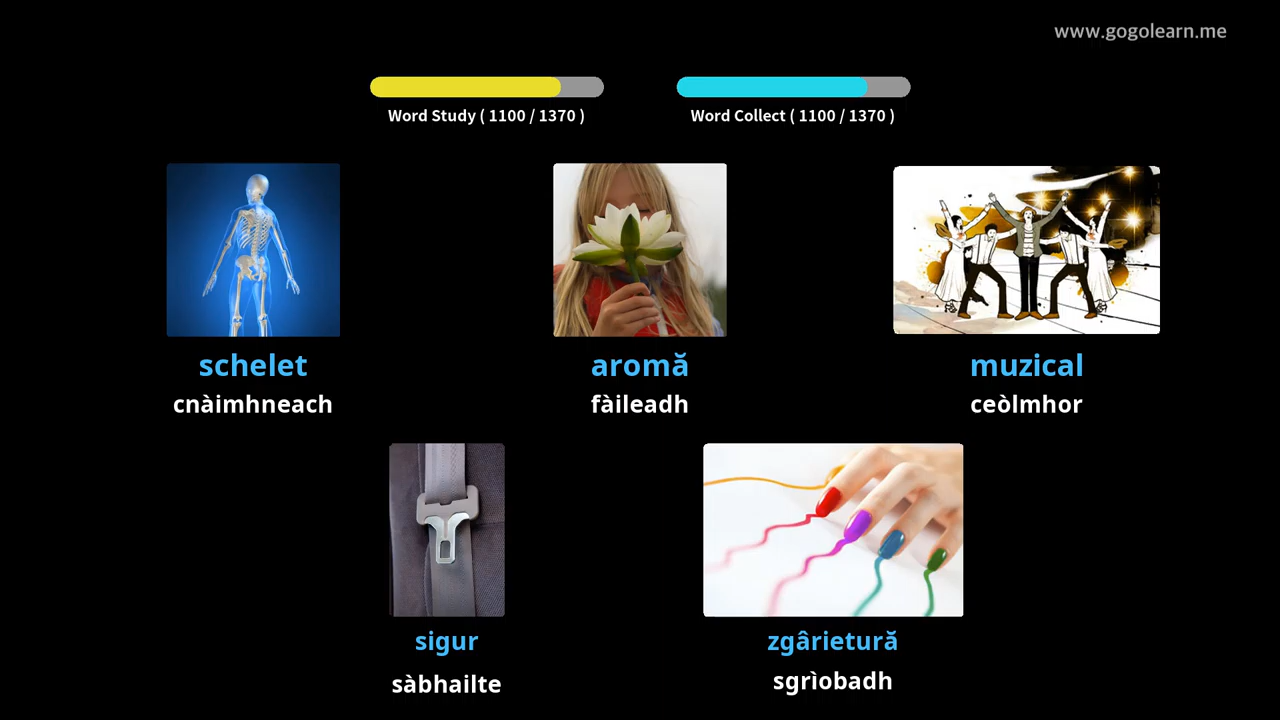 www.gogolearn.me
Word Study ( 1100 / 1370 )
Word Collect ( 1100 / 1370 )
schelet
cnàimhneach
aromă
fàileadh
muzical
ceòlmhor
sigur
sàbhailte
zgârietură
sgrìobadh